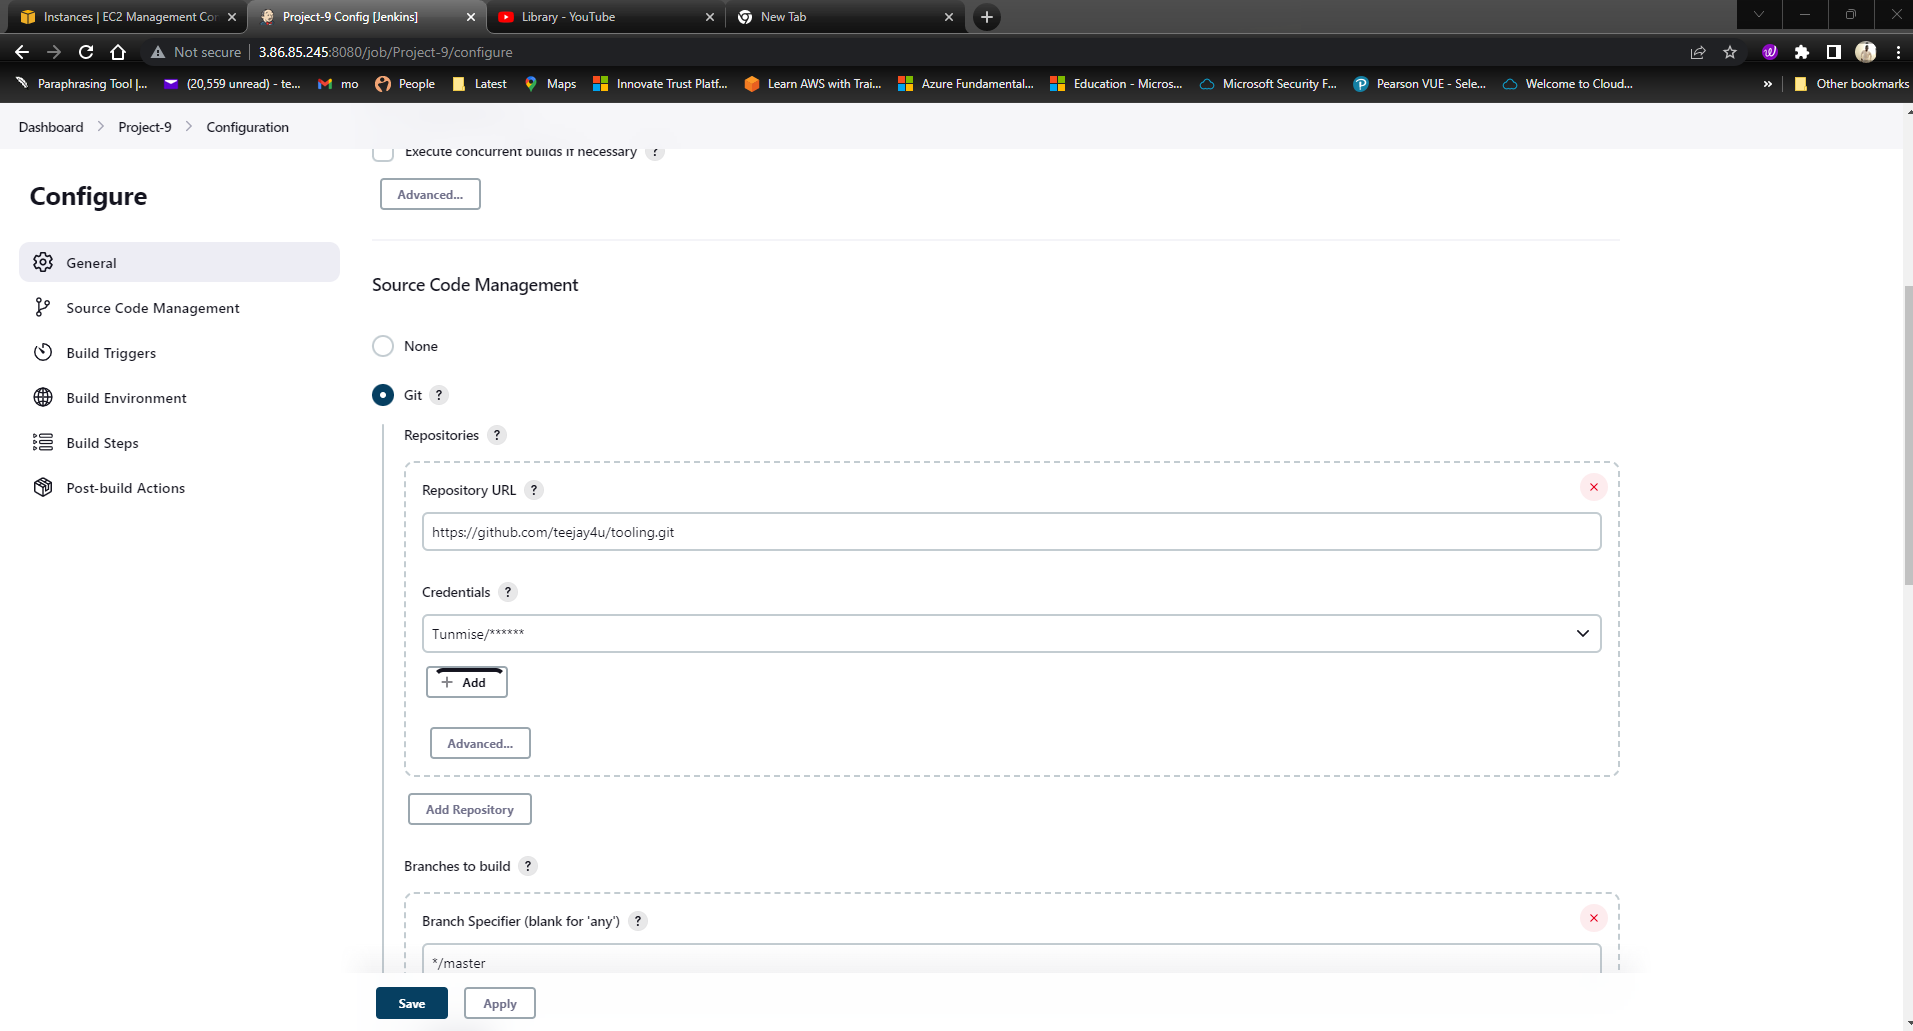 Instances | EC2 Management Cor
Project-9 Config [Jenkins]
Library - YouTube
New Tab
Not secure | 3.86.85.245:8080/job/Project-9/configure
Paraphrasing Tool |...
(20,559 unread) - te...
mo
People
Latest
Maps
Innovate Trust Platf...
Learn AWS with Trai...
Azure Fundamental...
Education - Micros...
Microsoft Security F...
Pearson VUE - Sele...
Welcome to Cloud...
»
Other bookmarks
Dashboard > Project-9 > Configuration
Configure
General
Source Code Management
Build Triggers
Build Environment
Build Steps
Post-build Actions
Execute concurrent builds if necessary ?
Advanced...
Source Code Management
None
Git ?
Repositories ?
Repository URL ?
https://github.com/teejay4u/tooling.git
Credentials ?
Tunmise/******
+ Add
Advanced...
Add Repository
Branches to build ?
Branch Specifier (blank for 'any') ?
*/master
Save
Apply